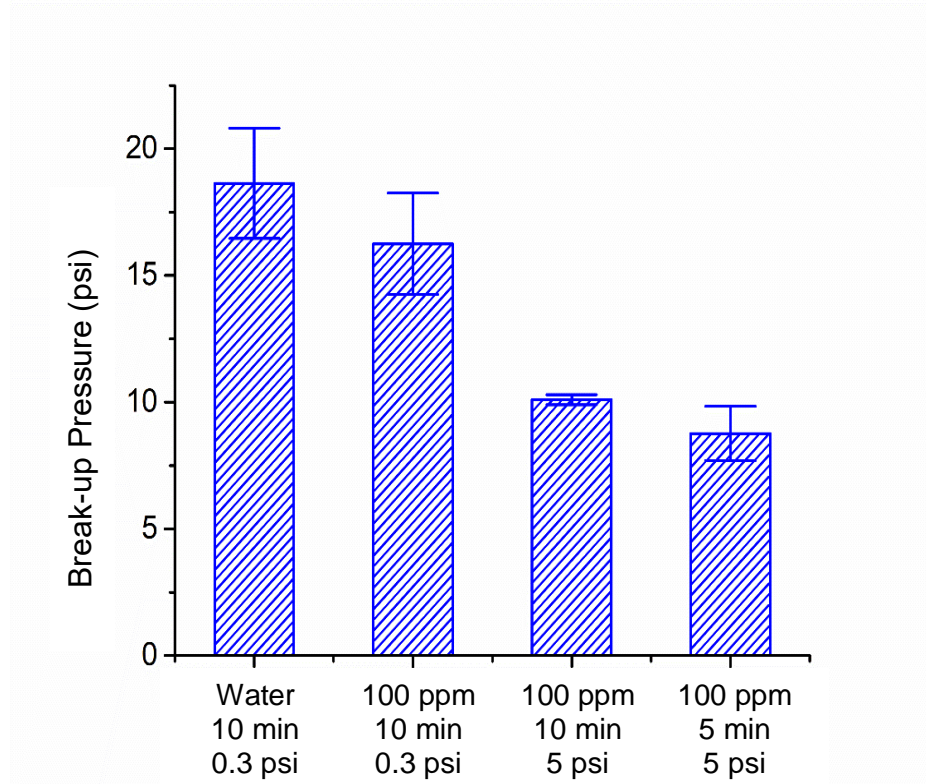 Break-up Pressure (psi)
20
15
10
5
0
Water
10 min
0.3 psi
100 ppm
10 min
0.3 psi
100 ppm
10 min
5 psi
100 ppm
5 min
5 psi